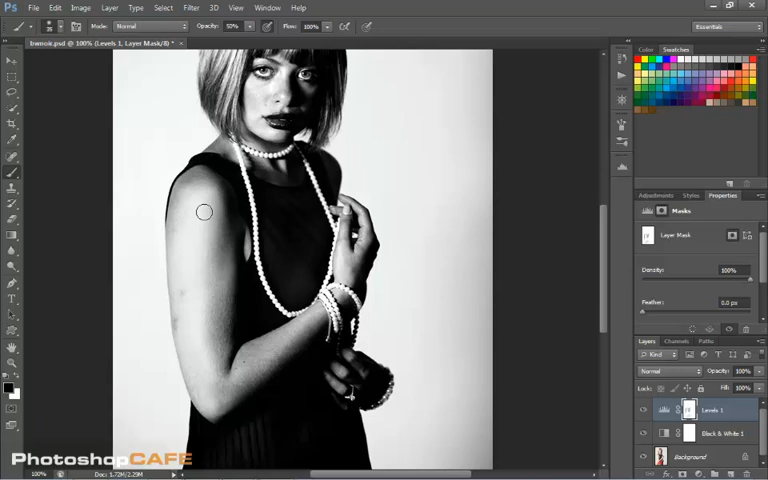 Ps File Edit Image Layer Type Select Filter 3D View Window Help
35 Mode: Normal Opacity: 50% Flow: 100% Essentials
lnwnoir.psd @ 100% (Levels 1, Layer Mask/8) * ×
Color Swatches
Adjustments Styles Properties
Masks
Layer Mask
Density: 100%
Feather: 0.0 px
Layers Channels Paths
Kind
Normal Opacity: 100%
Lock: Fill: 100%
Levels 1
Black & White 1
Background
PhotoshopCAFE
100% Doc: 1.72M/2.29M